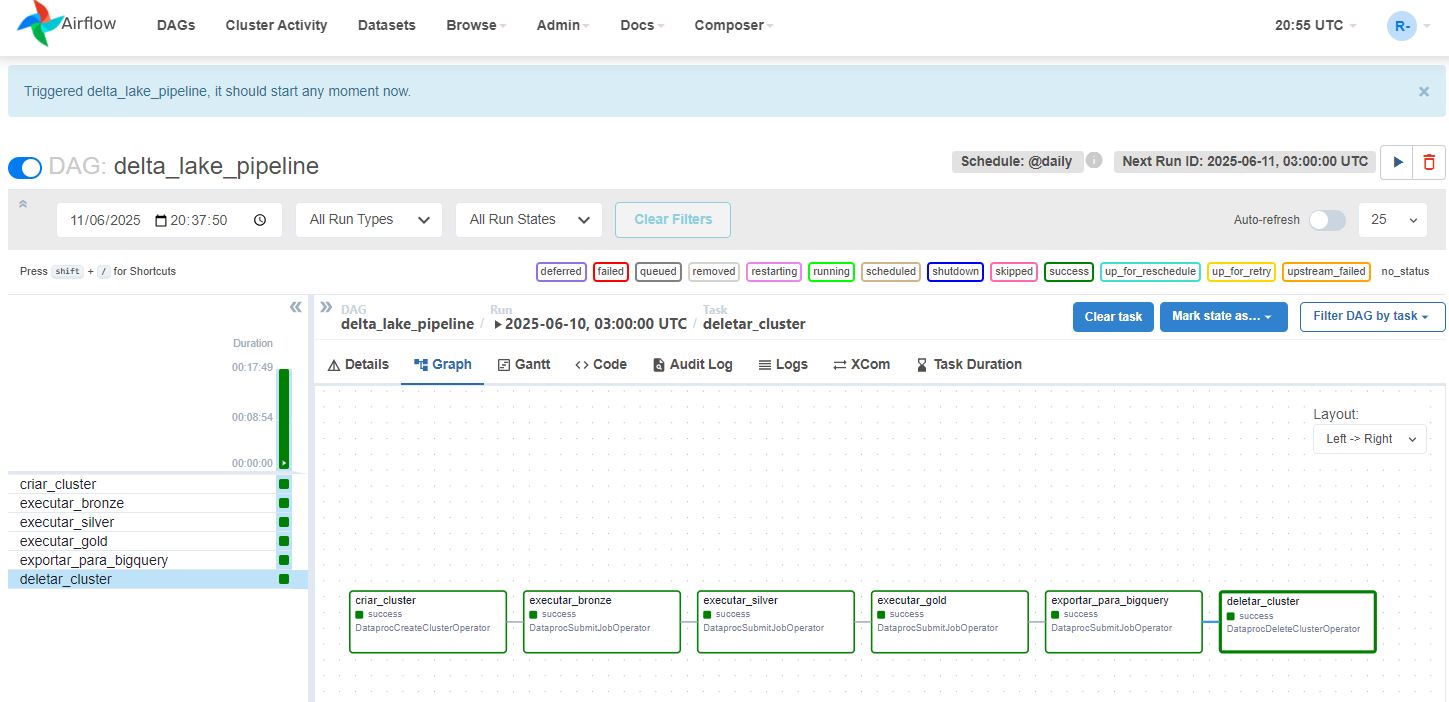 Airflow DAGs Cluster Activity Datasets Browse Admin Docs Composer 20:55 UTC R-
Triggered delta_lake_pipeline, it should start any moment now. ×
DAG: delta_lake_pipeline Schedule: @daily i Next Run ID: 2025-06-11, 03:00:00 UTC
11/06/2025 20:37:50 All Run Types All Run States Clear Filters Auto-refresh 25
Press shift + / for Shortcuts deferred failed queued removed restarting running scheduled shutdown skipped success up_for_reschedule up_for_retry upstream_failed no_status
DAG Run Task
delta_lake_pipeline / 2025-06-10, 03:00:00 UTC / deletar_cluster Clear task Mark state as... Filter DAG by task
Details Graph Gantt Code Audit Log Logs XCom Task Duration
Duration
00:17:49
00:08:54
00:00:00
criar_cluster
executar_bronze
executar_silver
executar_gold
exportar_para_bigquery
deletar_cluster
Layout:
Left -> Right
criar_cluster
success
DataprocCreateClusterOperator
executar_bronze
success
DataprocSubmitJobOperator
executar_silver
success
DataprocSubmitJobOperator
executar_gold
success
DataprocSubmitJobOperator
exportar_para_bigquery
success
DataprocSubmitJobOperator
deletar_cluster
success
DataprocDeleteClusterOperator